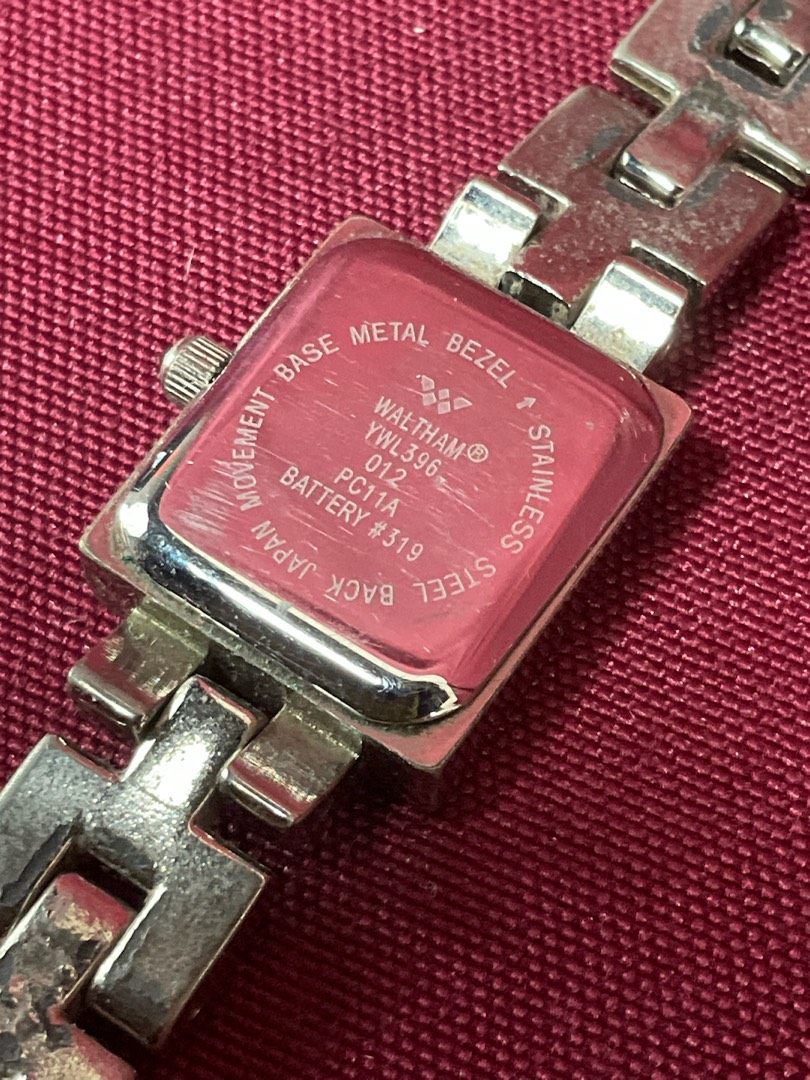 BASE METAL BEZEL ↑ STAINLESS STEEL BACK JAPAN MOVEMENT
WALTHAM®
YWL396
012
PC11A
BATTERY #319